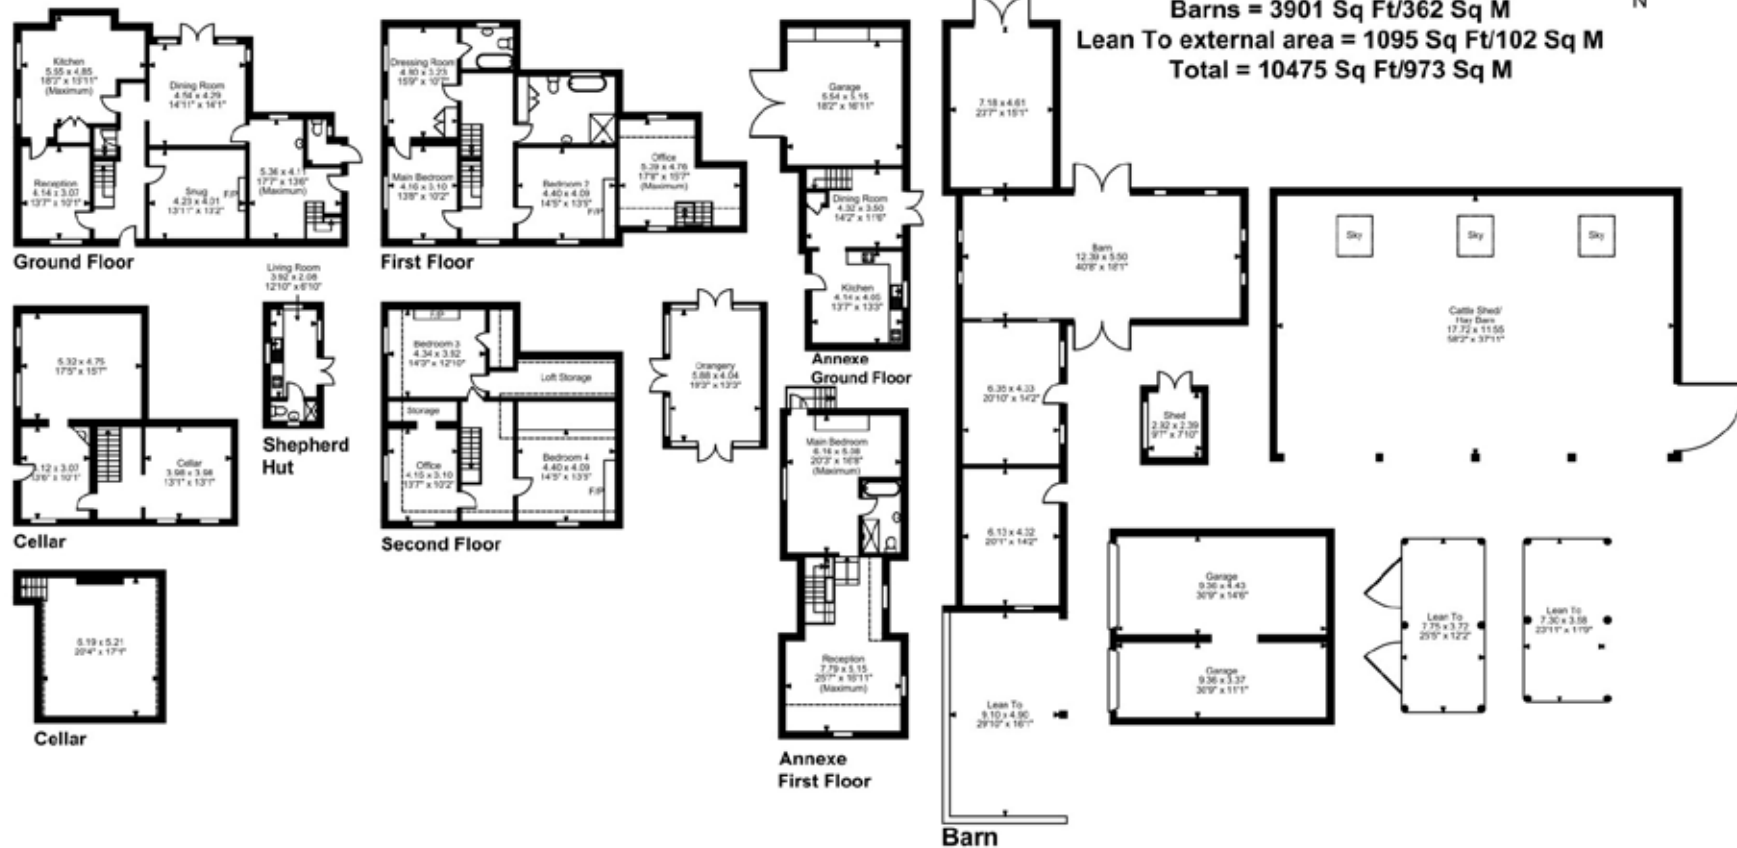 Barns = 3901 Sq Ft/362 Sq M
N
Lean To external area = 1095 Sq Ft/102 Sq M
Total = 10475 Sq Ft/973 Sq M
Kitchen
5.55 x 4.85
18'2" x 15'11"
(Maximum)
Dining Room
4.54 x 4.29
14'11" x 14'1"
Reception
4.14 x 3.07
13'7" x 10'1"
Snug
4.23 x 4.01
13'11" x 13'2"
F/P
5.36 x 4.11
17'7" x 13'6"
(Maximum)
Ground Floor
Dressing Room
4.80 x 3.23
15'9" x 10'7"
Main Bedroom
4.16 x 3.10
13'8" x 10'2"
Bedroom 2
4.40 x 4.09
14'5" x 13'5"
F/P
Office
5.39 x 4.76
17'8" x 15'7"
(Maximum)
First Floor
Garage
5.54 x 5.15
18'2" x 16'11"
Dining Room
4.32 x 3.50
14'2" x 11'6"
Kitchen
4.14 x 4.05
13'7" x 13'3"
Annexe
Ground Floor
7.18 x 4.61
23'7" x 15'1"
Barn
12.39 x 5.50
40'8" x 18'1"
6.35 x 4.33
20'10" x 14'2"
6.13 x 4.32
20'1" x 14'2"
Lean To
9.10 x 4.90
29'10" x 16'1"
Barn
Sky
Sky
Sky
Cattle Shed/
Hay Barn
17.72 x 11.55
58'2" x 37'11"
Shed
2.92 x 2.39
9'7" x 7'10"
Living Room
3.92 x 2.08
12'10" x 6'10"
Shepherd
Hut
5.32 x 4.75
17'5" x 15'7"
4.12 x 3.07
13'6" x 10'1"
Cellar
3.98 x 3.98
13'1" x 13'1"
Cellar
6.19 x 5.21
20'4" x 17'1"
Cellar
F/P
Bedroom 3
4.34 x 3.92
14'3" x 12'10"
Loft Storage
Storage
Office
4.15 x 3.10
13'7" x 10'2"
Bedroom 4
4.40 x 4.09
14'5" x 13'5"
F/P
Second Floor
Orangery
5.88 x 4.04
19'3" x 13'3"
Main Bedroom
6.16 x 5.08
20'3" x 16'8"
(Maximum)
Reception
7.79 x 5.15
25'7" x 16'11"
(Maximum)
Annexe
First Floor
Garage
9.36 x 4.43
30'9" x 14'6"
Garage
9.36 x 3.37
30'9" x 11'1"
Lean To
7.75 x 3.72
25'5" x 12'2"
Lean To
7.30 x 3.58
23'11" x 11'9"